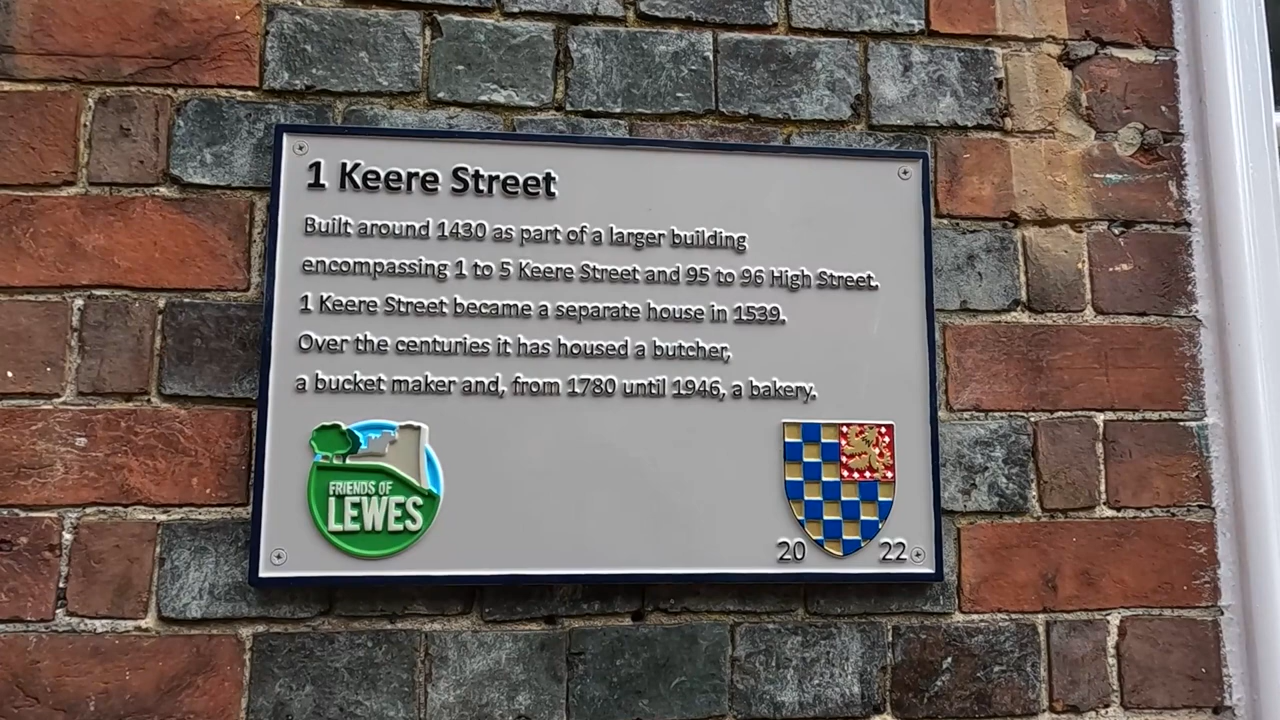 1 Keere Street
Built around 1430 as part of a larger building
encompassing 1 to 5 Keere Street and 95 to 96 High Street.
1 Keere Street became a separate house in 1539.
Over the centuries it has housed a butcher,
a bucket maker and, from 1780 until 1946, a bakery.
FRIENDS OF
LEWES
20 22